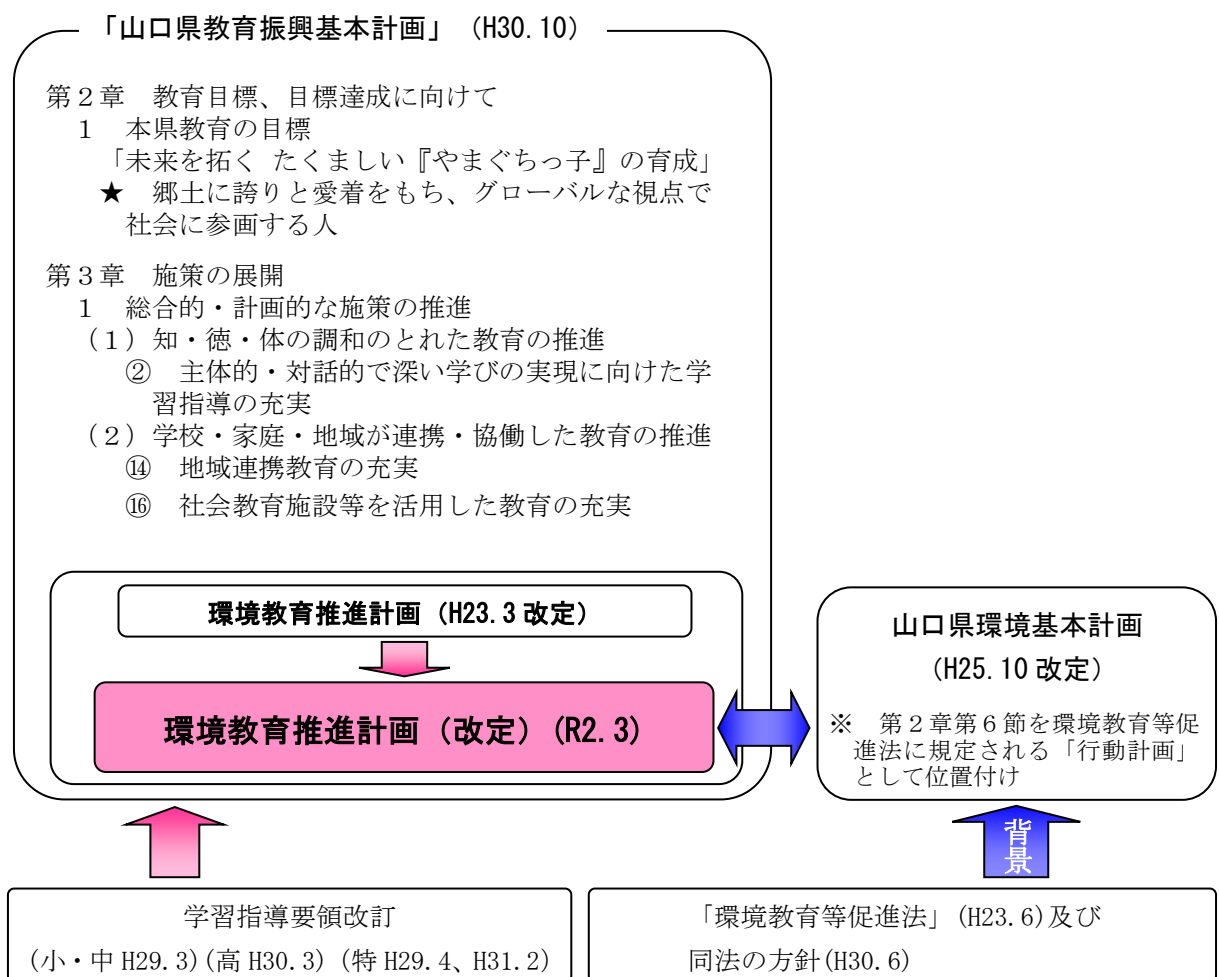 「山口県教育振興基本計画」（H30.10）
第２章　教育目標、目標達成に向けて
１　本県教育の目標
「未来を拓く たくましい『やまぐちっ子』の育成」
★　郷土に誇りと愛着をもち、グローバルな視点で
社会に参画する人
第３章　施策の展開
１　総合的・計画的な施策の推進
（１）知・徳・体の調和のとれた教育の推進
②　主体的・対話的で深い学びの実現に向けた学
習指導の充実
（２）学校・家庭・地域が連携・協働した教育の推進
⑭　地域連携教育の充実
⑯　社会教育施設等を活用した教育の充実
環境教育推進計画（H23.3 改定）
環境教育推進計画（改定）(R2.3)
山口県環境基本計画
（H25.10 改定）
※　第２章第６節を環境教育等促
進法に規定される「行動計画」
として位置付け
背景
学習指導要領改訂
(小・中 H29.3)(高 H30.3) (特 H29.4、H31.2)
「環境教育等促進法」(H23.6)及び
同法の方針(H30.6)